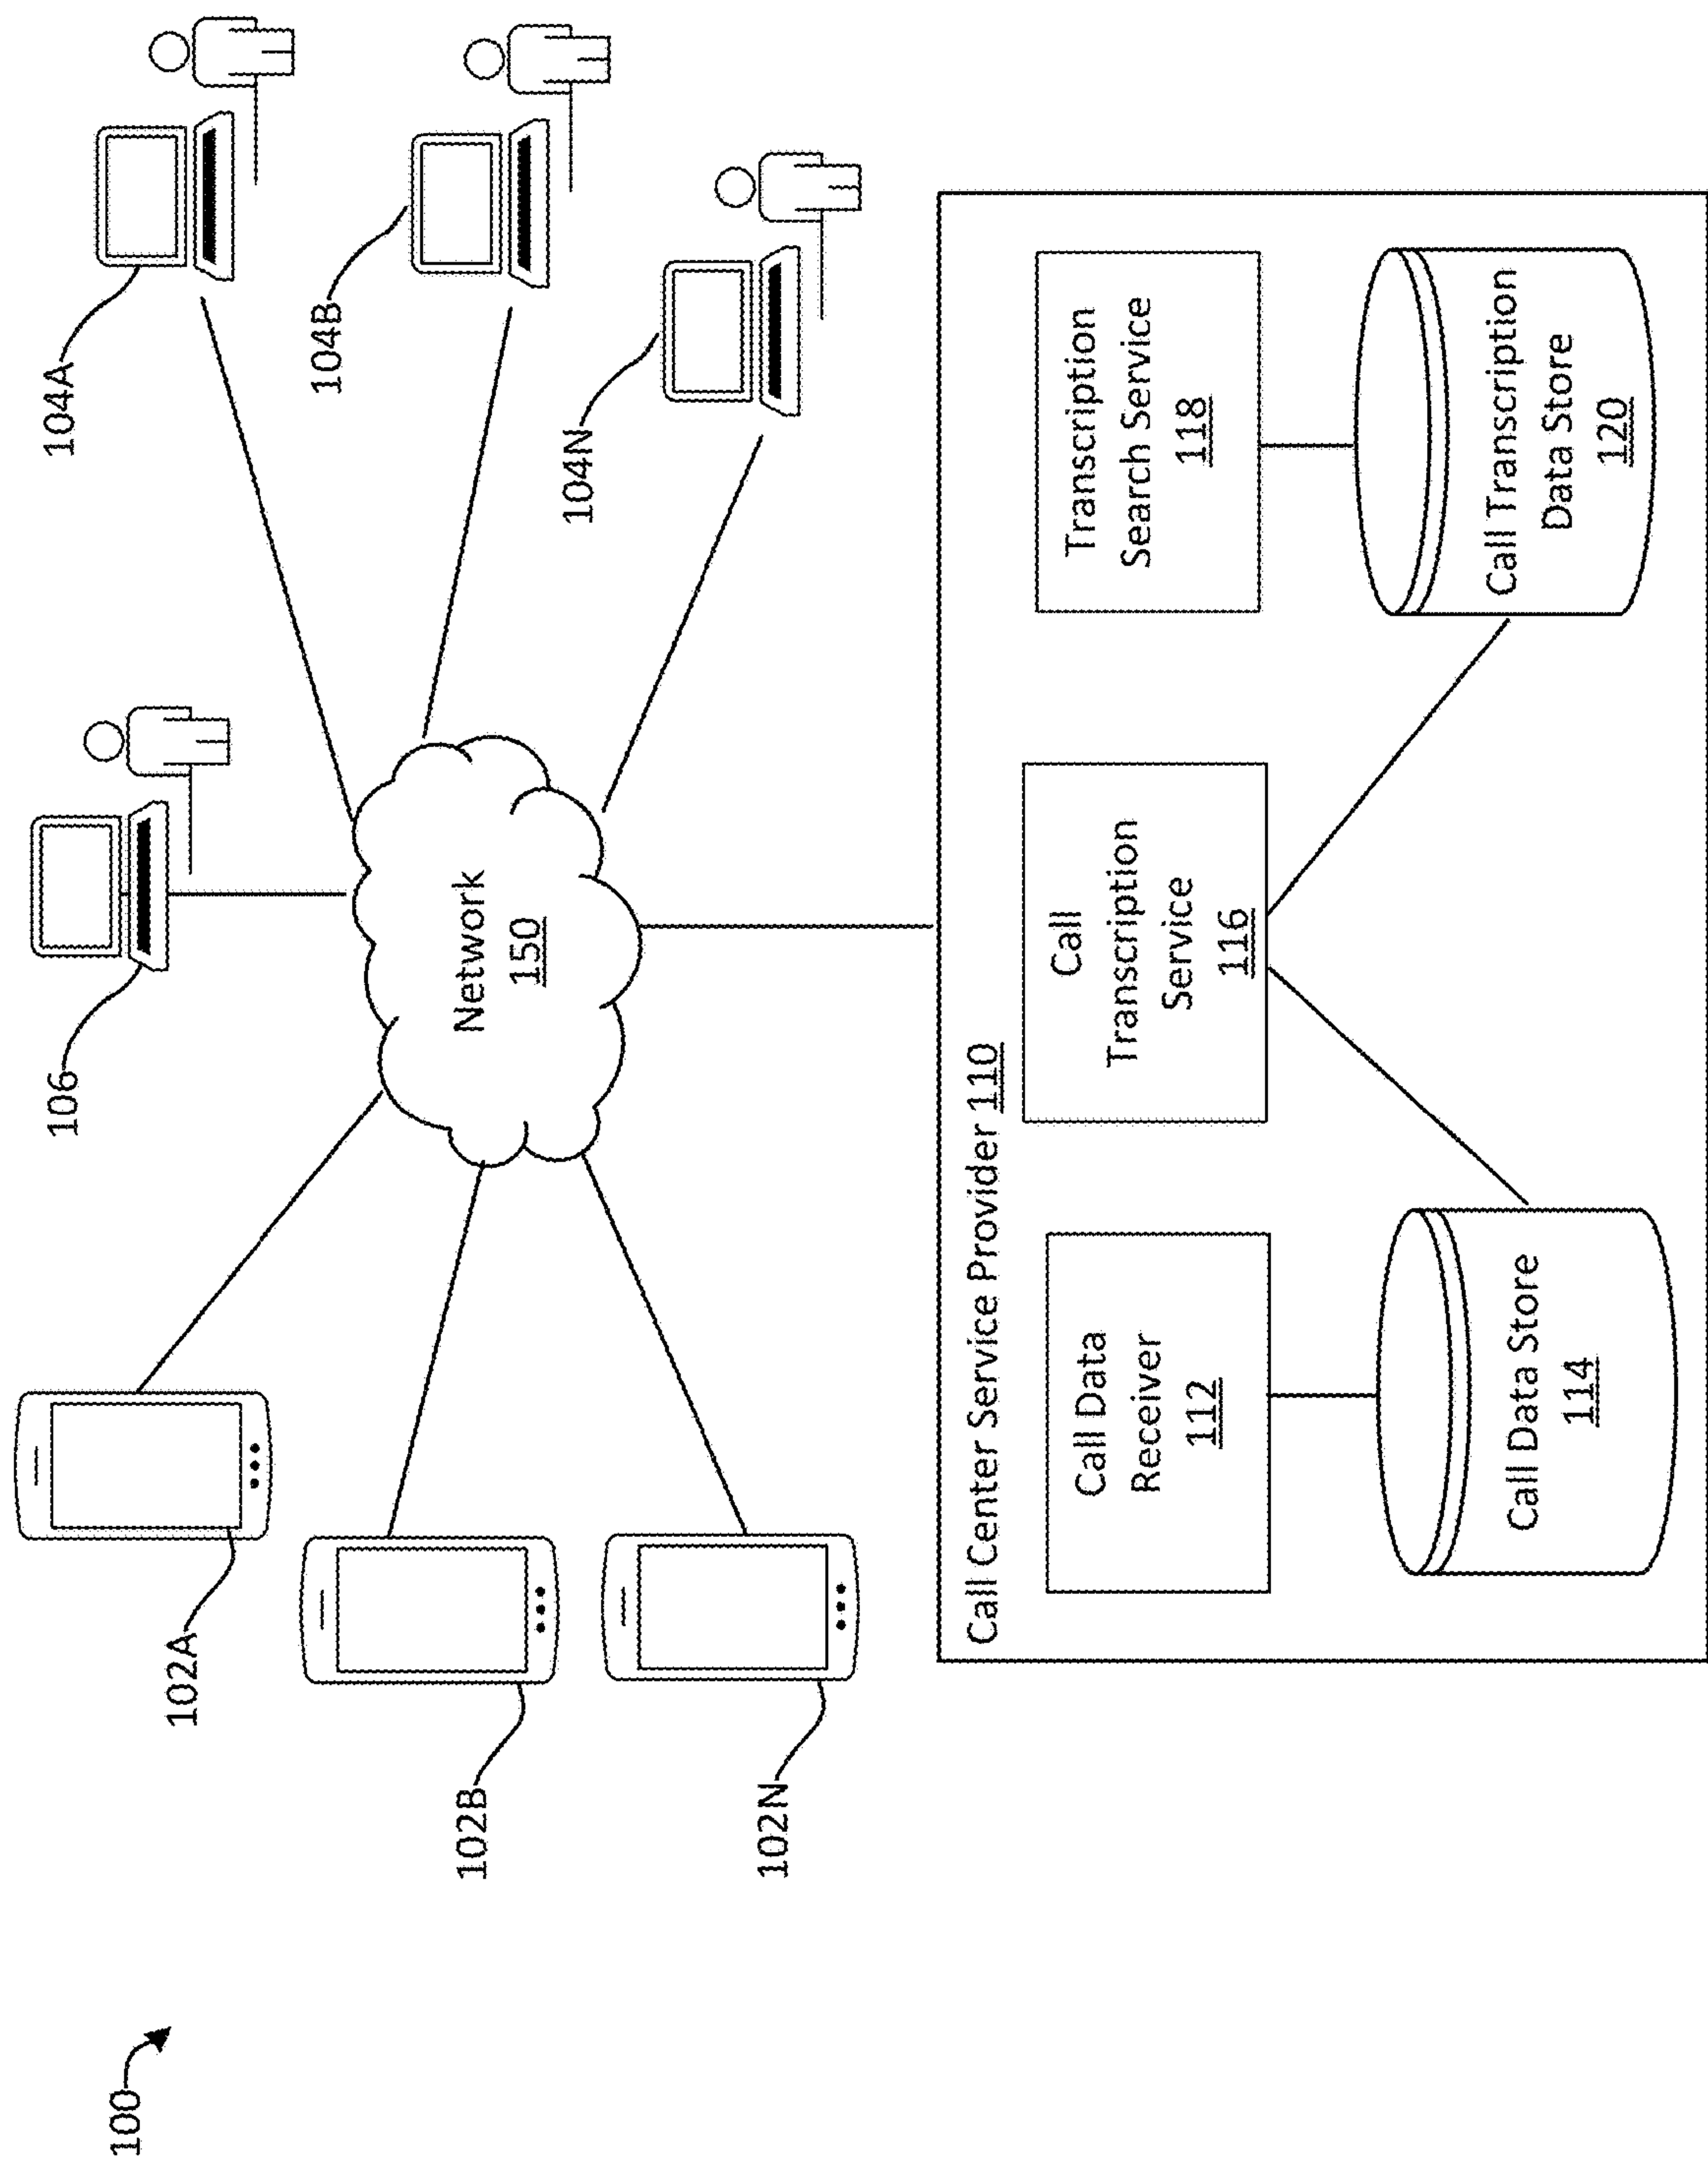 100
102A
102B
102N
106
104A
104B
104N
Network
150
Call Center Service Provider 110
Call Data
Receiver
112
Call Data Store
114
Call
Transcription
Service
116
Transcription
Search Service
118
Call Transcription
Data Store
120